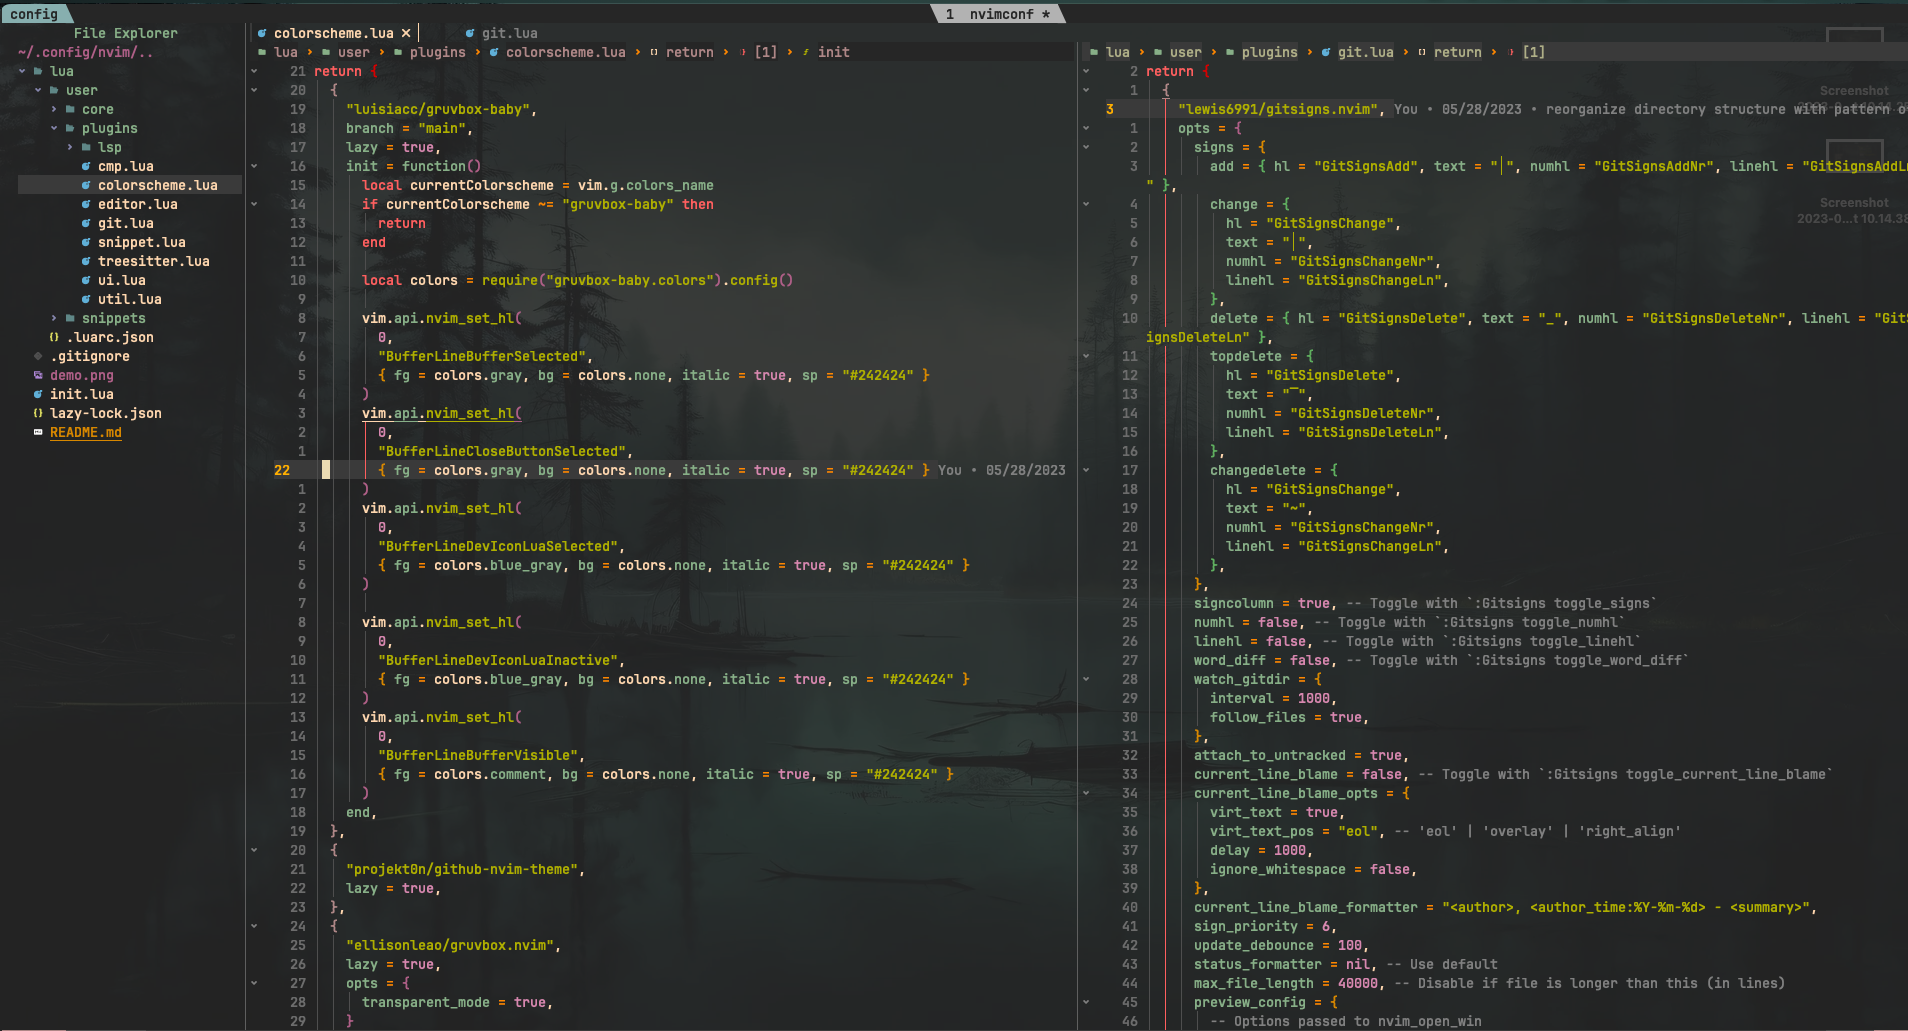 config
1 nvimconf *
File Explorer
~/.config/nvim/..
lua
user
core
plugins
lsp
cmp.lua
colorscheme.lua
editor.lua
git.lua
snippet.lua
treesitter.lua
ui.lua
util.lua
snippets
{} .luarc.json
.gitignore
demo.png
init.lua
{} lazy-lock.json
README.md
colorscheme.lua × git.lua
lua › user › plugins › colorscheme.lua › return › [1] › init
21 return {
20 {
19 "luisiacc/gruvbox-baby",
18 branch = "main",
17 lazy = true,
16 init = function()
15 local currentColorscheme = vim.g.colors_name
14 if currentColorscheme ~= "gruvbox-baby" then
13 return
12 end
11
10 local colors = require("gruvbox-baby.colors").config()
9
8 vim.api.nvim_set_hl(
7 0,
6 "BufferLineBufferSelected",
5 { fg = colors.gray, bg = colors.none, italic = true, sp = "#242424" }
4 )
3 vim.api.nvim_set_hl(
2 0,
1 "BufferLineCloseButtonSelected",
22 { fg = colors.gray, bg = colors.none, italic = true, sp = "#242424" } You • 05/28/2023
1 )
2 vim.api.nvim_set_hl(
3 0,
4 "BufferLineDevIconLuaSelected",
5 { fg = colors.blue_gray, bg = colors.none, italic = true, sp = "#242424" }
6 )
7
8 vim.api.nvim_set_hl(
9 0,
10 "BufferLineDevIconLuaInactive",
11 { fg = colors.blue_gray, bg = colors.none, italic = true, sp = "#242424" }
12 )
13 vim.api.nvim_set_hl(
14 0,
15 "BufferLineBufferVisible",
16 { fg = colors.comment, bg = colors.none, italic = true, sp = "#242424" }
17 )
18 end,
19 },
20 {
21 "projekt0n/github-nvim-theme",
22 lazy = true,
23 },
24 {
25 "ellisonleao/gruvbox.nvim",
26 lazy = true,
27 opts = {
28 transparent_mode = true,
29 }
lua › user › plugins › git.lua › return › [1]
2 return {
1 {
3 "lewis6991/gitsigns.nvim", You • 05/28/2023 • reorganize directory structure with pattern o
1 opts = {
2 signs = {
3 add = { hl = "GitSignsAdd", text = "│", numhl = "GitSignsAddNr", linehl = "GitSignsAddLn
" },
4 change = {
5 hl = "GitSignsChange",
6 text = "│",
7 numhl = "GitSignsChangeNr",
8 linehl = "GitSignsChangeLn",
9 },
10 delete = { hl = "GitSignsDelete", text = "_", numhl = "GitSignsDeleteNr", linehl = "GitS
ignsDeleteLn" },
11 topdelete = {
12 hl = "GitSignsDelete",
13 text = "‾",
14 numhl = "GitSignsDeleteNr",
15 linehl = "GitSignsDeleteLn",
16 },
17 changedelete = {
18 hl = "GitSignsChange",
19 text = "~",
20 numhl = "GitSignsChangeNr",
21 linehl = "GitSignsChangeLn",
22 },
23 },
24 signcolumn = true, -- Toggle with `:Gitsigns toggle_signs`
25 numhl = false, -- Toggle with `:Gitsigns toggle_numhl`
26 linehl = false, -- Toggle with `:Gitsigns toggle_linehl`
27 word_diff = false, -- Toggle with `:Gitsigns toggle_word_diff`
28 watch_gitdir = {
29 interval = 1000,
30 follow_files = true,
31 },
32 attach_to_untracked = true,
33 current_line_blame = false, -- Toggle with `:Gitsigns toggle_current_line_blame`
34 current_line_blame_opts = {
35 virt_text = true,
36 virt_text_pos = "eol", -- 'eol' | 'overlay' | 'right_align'
37 delay = 1000,
38 ignore_whitespace = false,
39 },
40 current_line_blame_formatter = "<author>, <author_time:%Y-%m-%d> - <summary>",
41 sign_priority = 6,
42 update_debounce = 100,
43 status_formatter = nil, -- Use default
44 max_file_length = 40000, -- Disable if file is longer than this (in lines)
45 preview_config = {
46 -- Options passed to nvim_open_win
Screenshot
Screenshot
2023-0...t 10.14.38